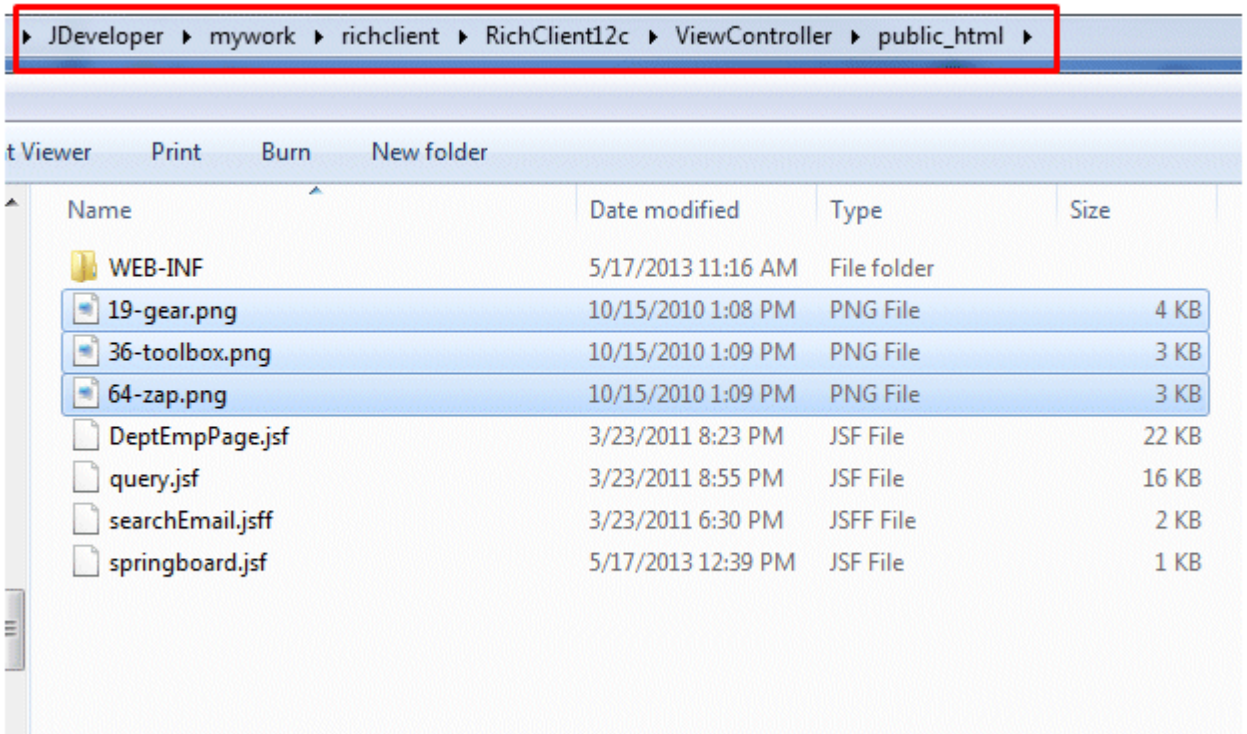 JDeveloper mywork richclient RichClient12c ViewController public_html
t Viewer Print Burn New folder
Name Date modified Type Size
WEB-INF 5/17/2013 11:16 AM File folder
19-gear.png 10/15/2010 1:08 PM PNG File 4 KB
36-toolbox.png 10/15/2010 1:09 PM PNG File 3 KB
64-zap.png 10/15/2010 1:09 PM PNG File 3 KB
DeptEmpPage.jsf 3/23/2011 8:23 PM JSF File 22 KB
query.jsf 3/23/2011 8:55 PM JSF File 16 KB
searchEmail.jsff 3/23/2011 6:30 PM JSFF File 2 KB
springboard.jsf 5/17/2013 12:39 PM JSF File 1 KB